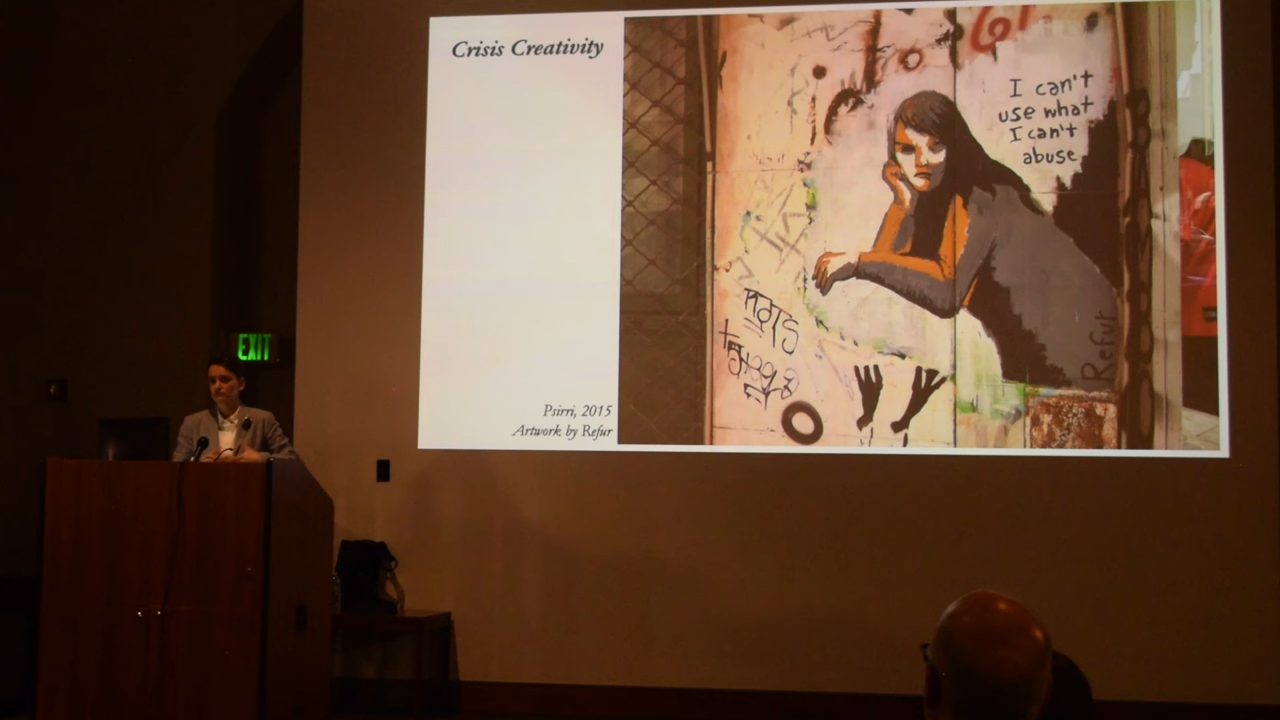 Crisis Creativity
I can't
use what
I can't
abuse
Refur
Psirri, 2015
Artwork by Refur
EXIT